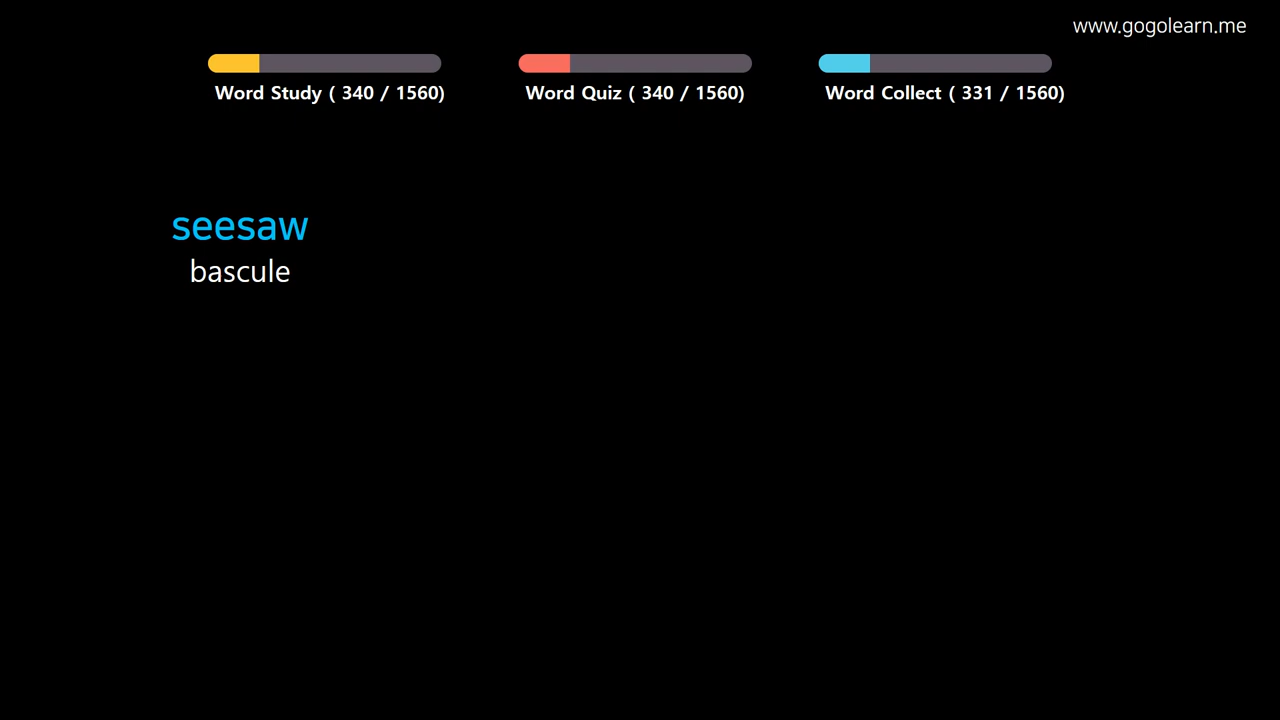 www.gogolearn.me
Word Study ( 340 / 1560)
Word Quiz ( 340 / 1560)
Word Collect ( 331 / 1560)
seesaw
bascule